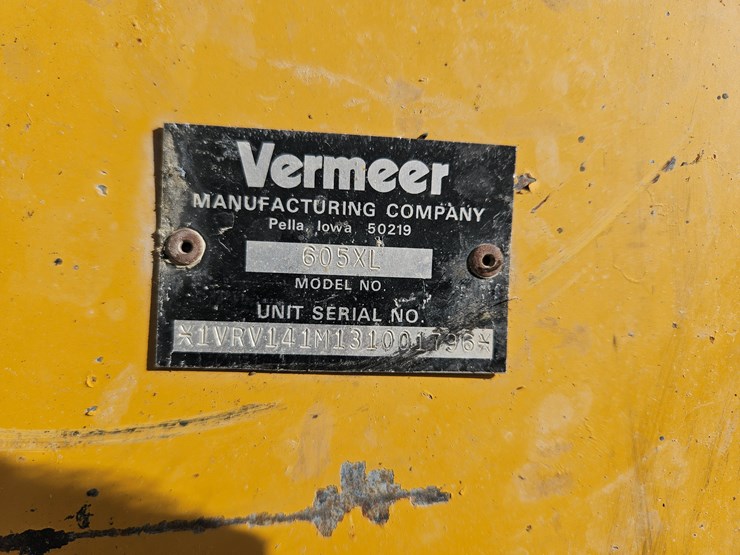 Vermeer
MANUFACTURING COMPANY
Pella, Iowa 50219
605XL
MODEL NO.
UNIT SERIAL NO.
*1VRV141M131001796*